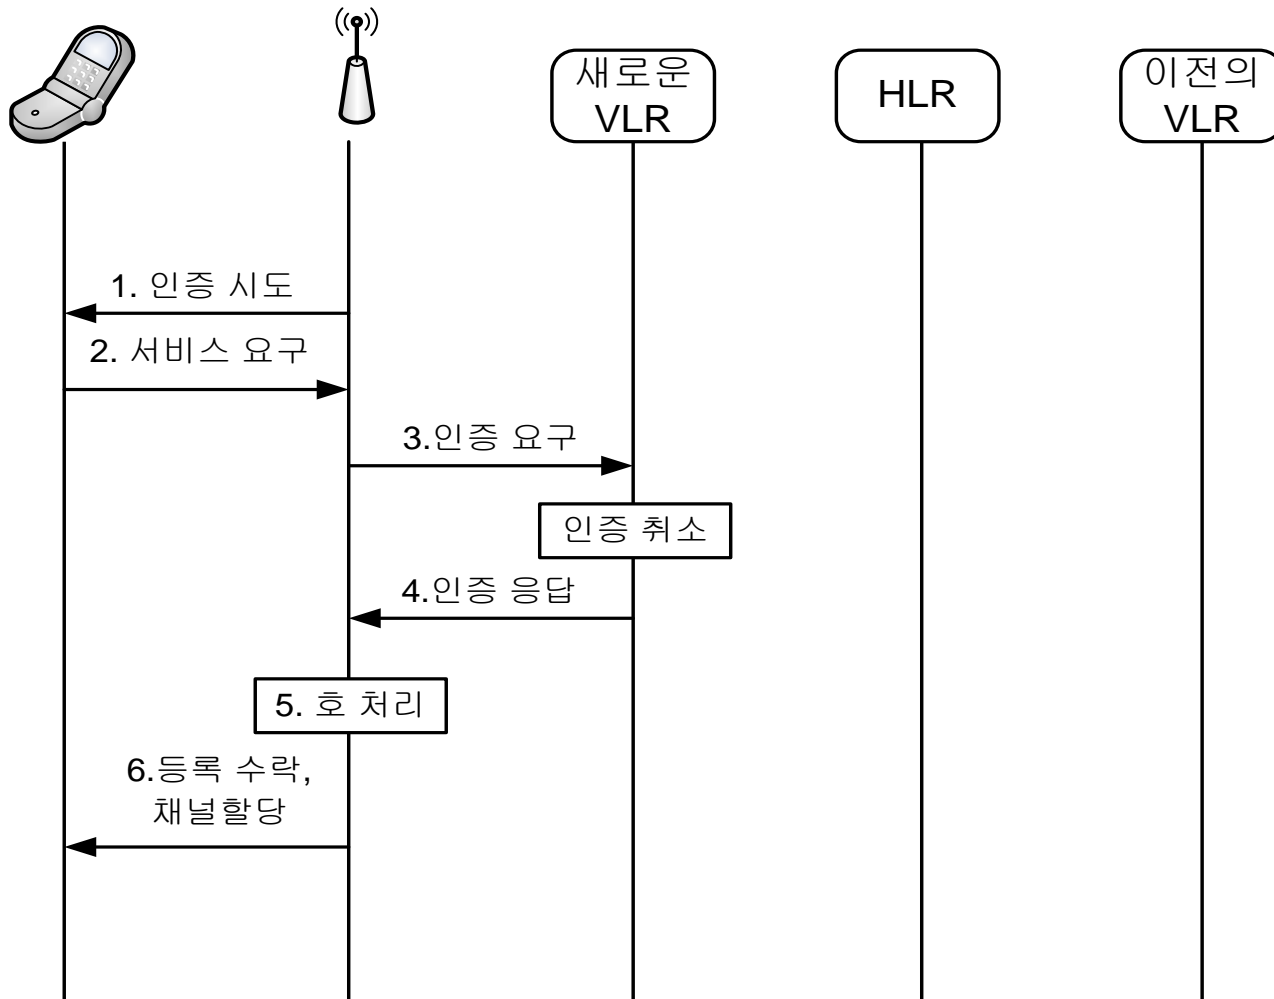 새로운
VLR
HLR
이전의
VLR
1. 인증 시도
2. 서비스 요구
3.인증 요구
인증 취소
4.인증 응답
5. 호 처리
6.등록 수락,
채널할당